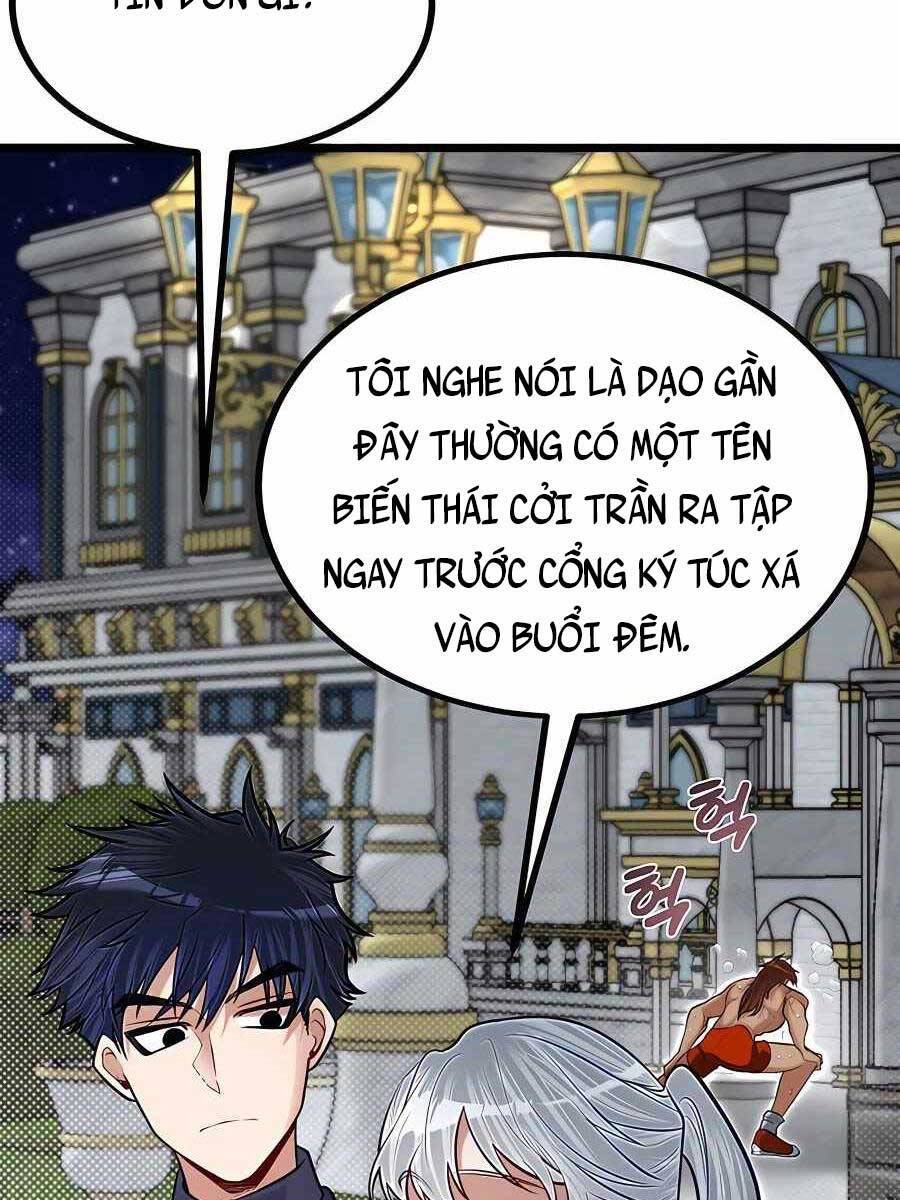 TIN ĐỒN GÌ?
TÔI NGHE NÓI LÀ DẠO GẦN
ĐÂY THƯỜNG CÓ MỘT TÊN
BIẾN THÁI CỞI TRẦN RA TẬP
NGAY TRƯỚC CỔNG KÝ TÚC XÁ
VÀO BUỔI ĐÊM.
헉
헉